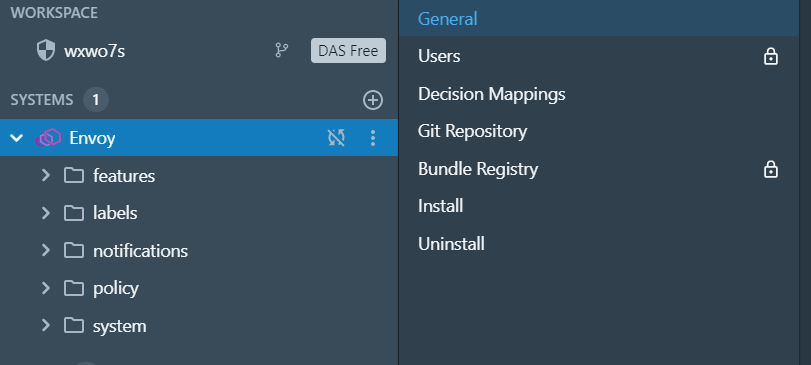 WORKSPACE
wxwo7s DAS Free
SYSTEMS 1
Envoy
features
labels
notifications
policy
system
General
Users
Decision Mappings
Git Repository
Bundle Registry
Install
Uninstall